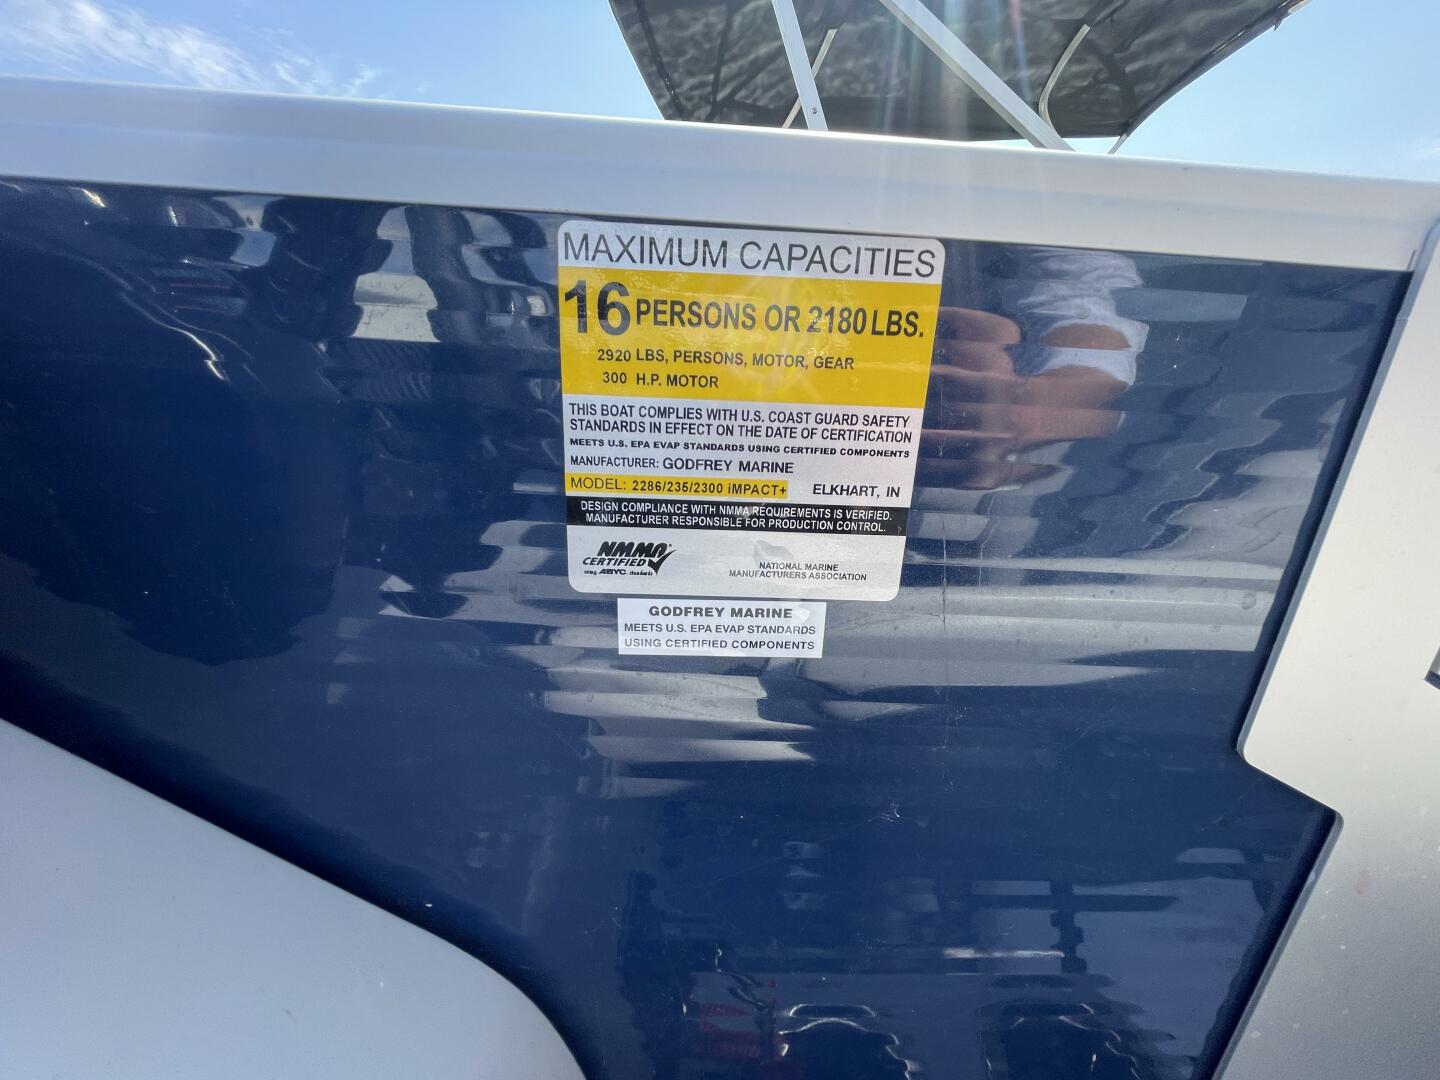 MAXIMUM CAPACITIES
16 PERSONS OR 2180 LBS.
2920 LBS, PERSONS, MOTOR, GEAR
300 H.P. MOTOR
THIS BOAT COMPLIES WITH U.S. COAST GUARD SAFETY
STANDARDS IN EFFECT ON THE DATE OF CERTIFICATION
MEETS U.S. EPA EVAP STANDARDS USING CERTIFIED COMPONENTS
MANUFACTURER: GODFREY MARINE
MODEL: 2286/235/2300 iMPACT+ ELKHART, IN
DESIGN COMPLIANCE WITH NMMA REQUIREMENTS IS VERIFIED.
MANUFACTURER RESPONSIBLE FOR PRODUCTION CONTROL.
NMMA
CERTIFIED
using ABYC. standards
NATIONAL MARINE
MANUFACTURERS ASSOCIATION
GODFREY MARINE
MEETS U.S. EPA EVAP STANDARDS
USING CERTIFIED COMPONENTS